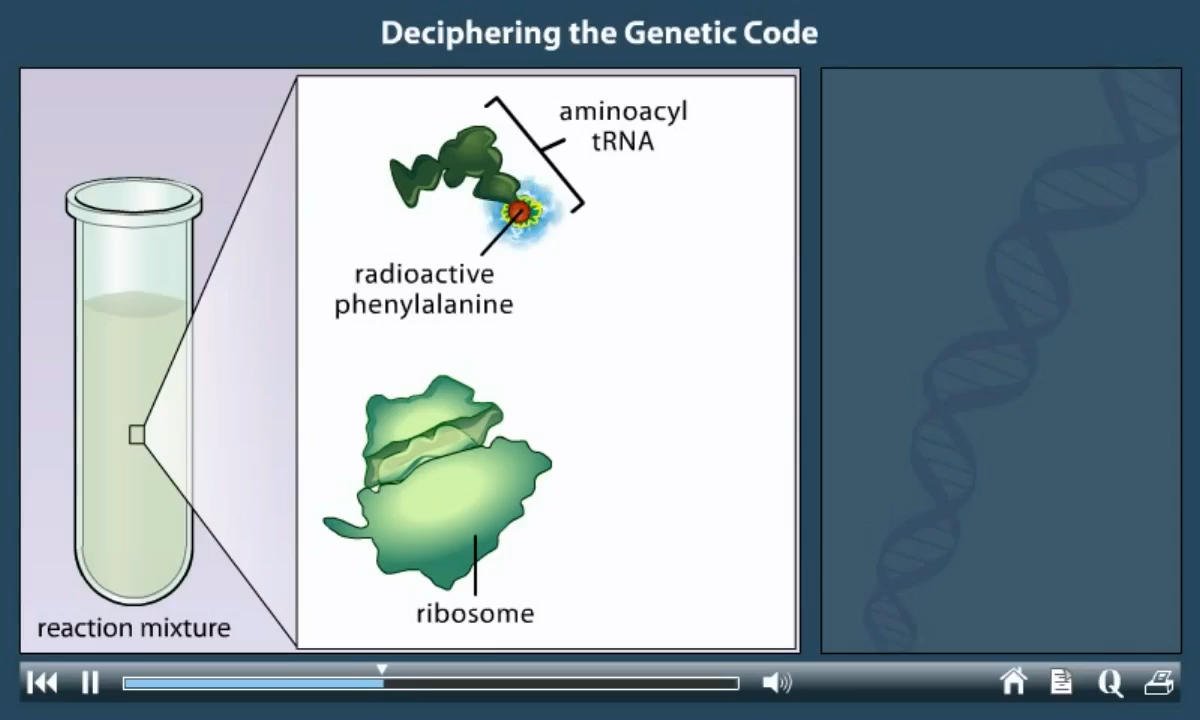 Deciphering the Genetic Code
aminoacyl
tRNA
radioactive
phenylalanine
ribosome
reaction mixture
Q